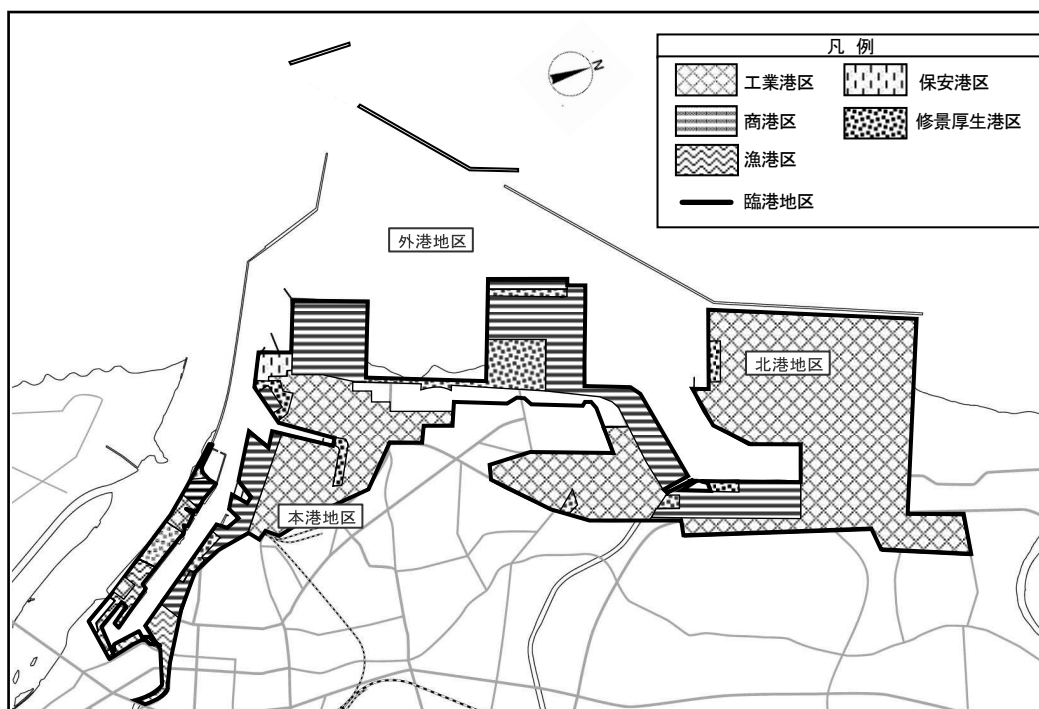 N
凡 例
工業港区
保安港区
商港区
修景厚生港区
漁港区
臨港地区
外港地区
北港地区
本港地区